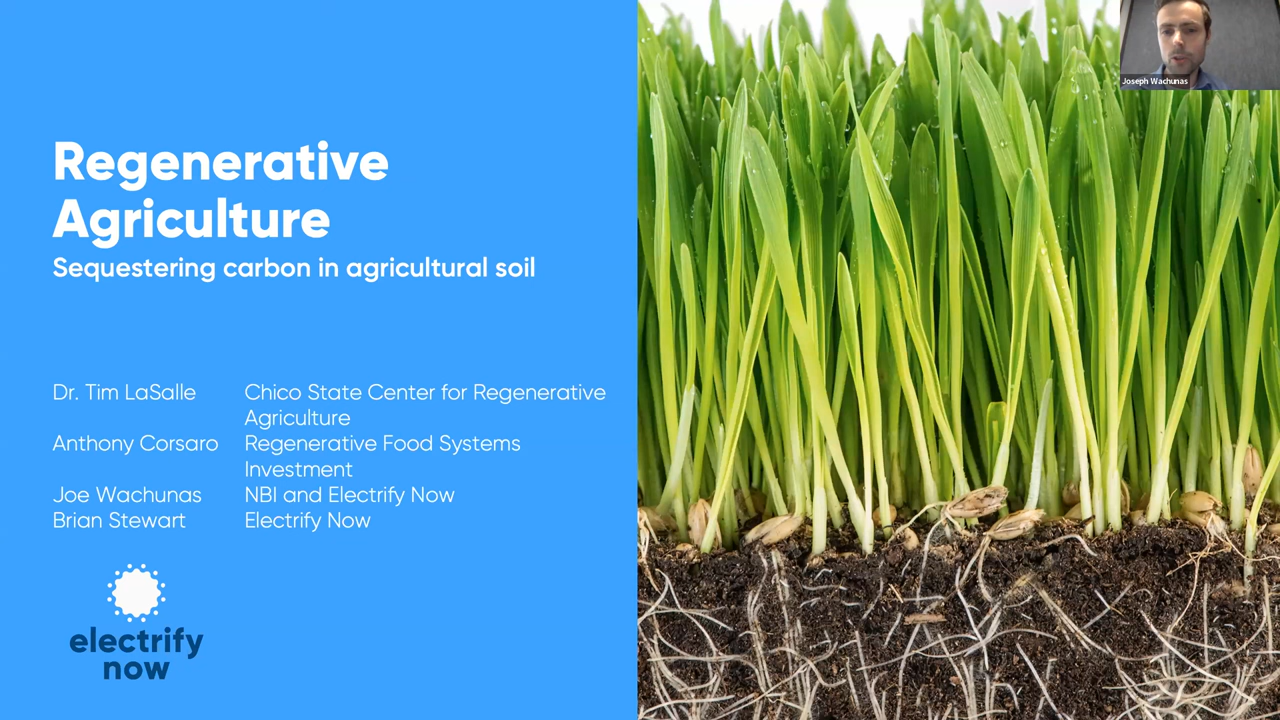 Regenerative
Agriculture
Sequestering carbon in agricultural soil
Dr. Tim LaSalle Chico State Center for Regenerative
Agriculture
Anthony Corsaro Regenerative Food Systems
Investment
Joe Wachunas NBI and Electrify Now
Brian Stewart Electrify Now
electrify
now
Joseph Wachunas